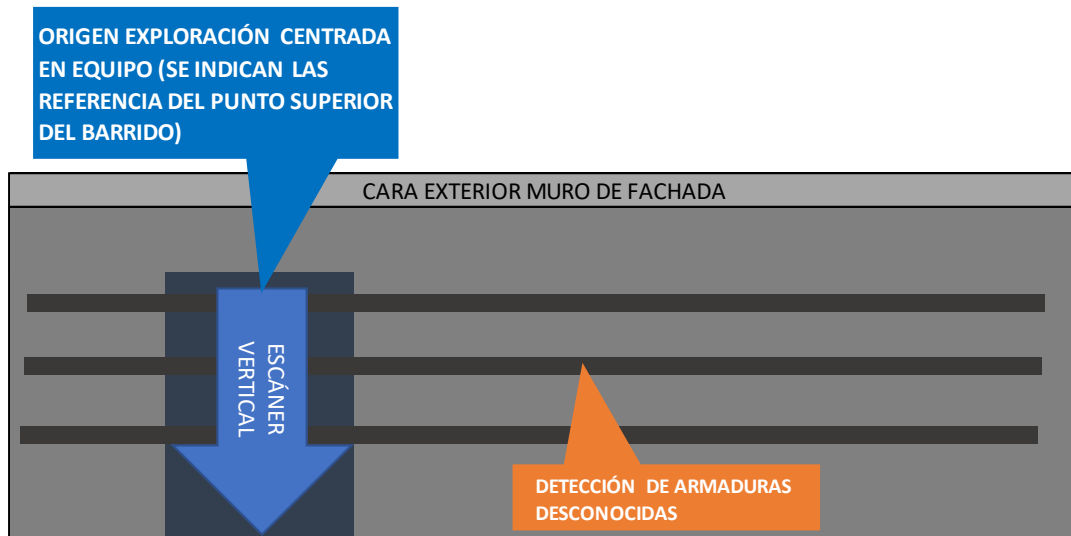 ORIGEN EXPLORACIÓN CENTRADA
EN EQUIPO (SE INDICAN LAS
REFERENCIA DEL PUNTO SUPERIOR
DEL BARRIDO)
CARA EXTERIOR MURO DE FACHADA
ESCÁNER
VERTICAL
DETECCIÓN DE ARMADURAS
DESCONOCIDAS